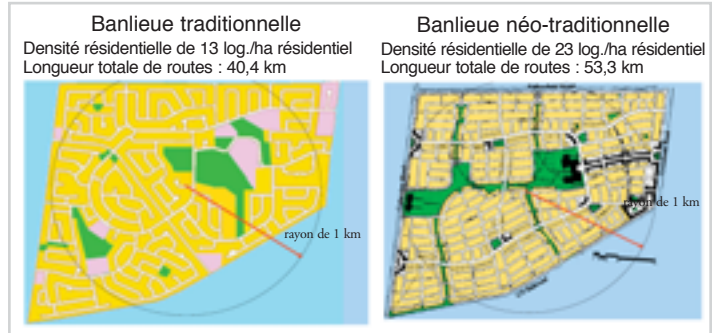 Banlieue traditionnelle
Densité résidentielle de 13 log./ha résidentiel
Longueur totale de routes : 40,4 km
rayon de 1 km
Banlieue néo-traditionnelle
Densité résidentielle de 23 log./ha résidentiel
Longueur totale de routes : 53,3 km
rayon de 1 km